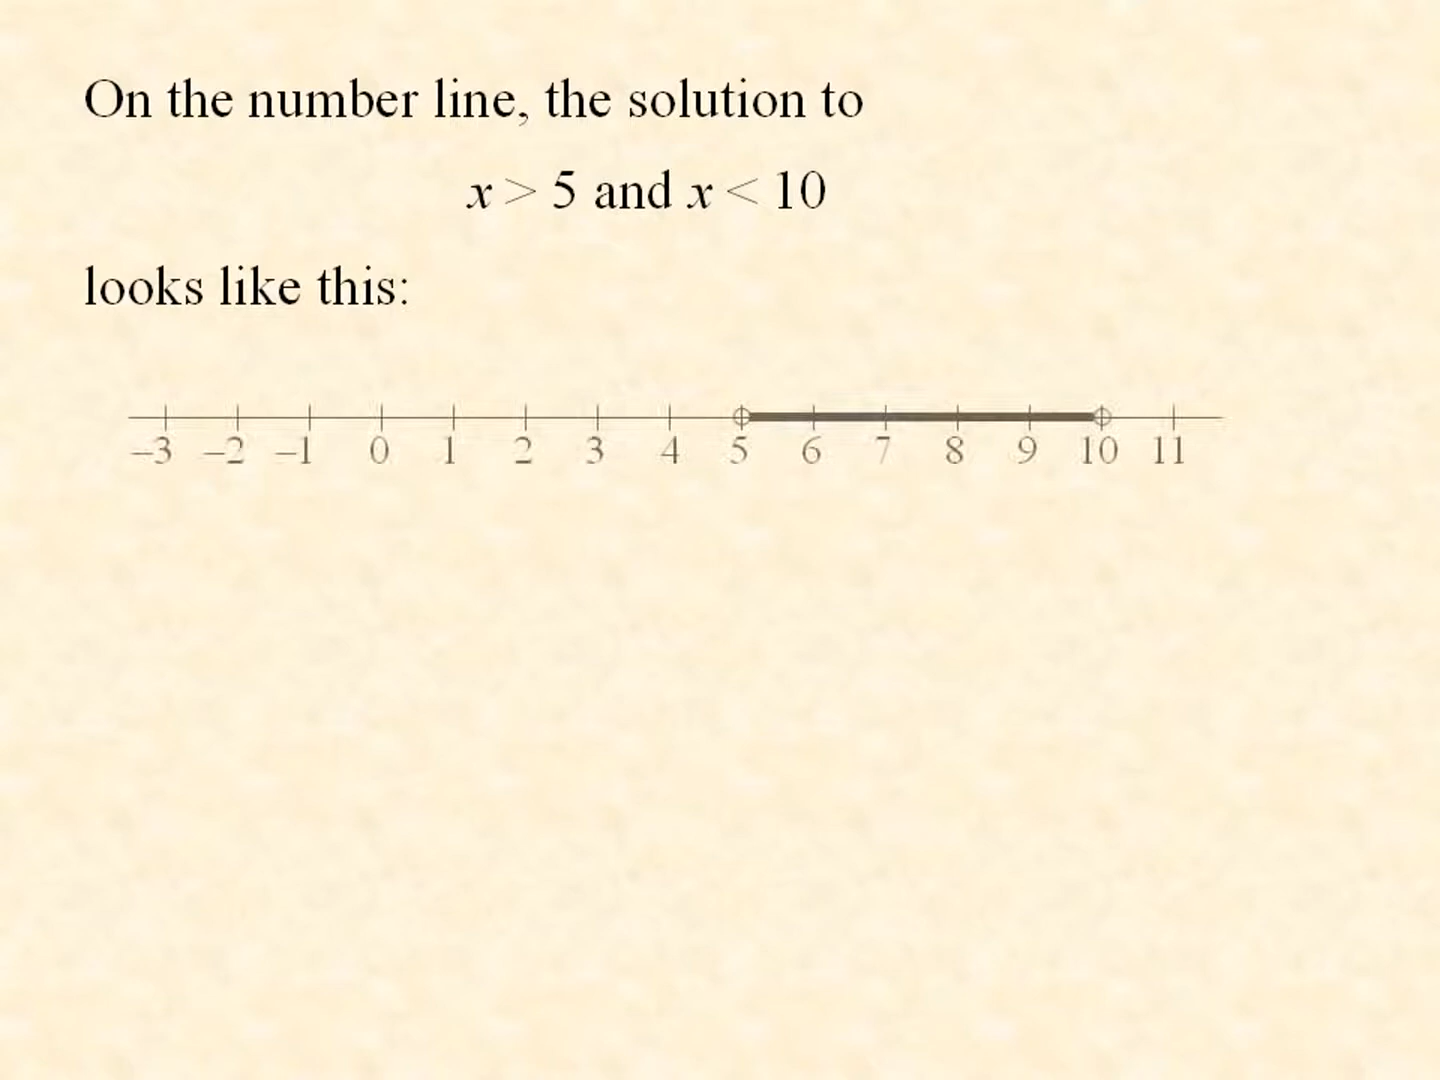 On the number line, the solution to
x > 5 and x < 10
looks like this:
–3 –2 –1 0 1 2 3 4 5 6 7 8 9 10 11